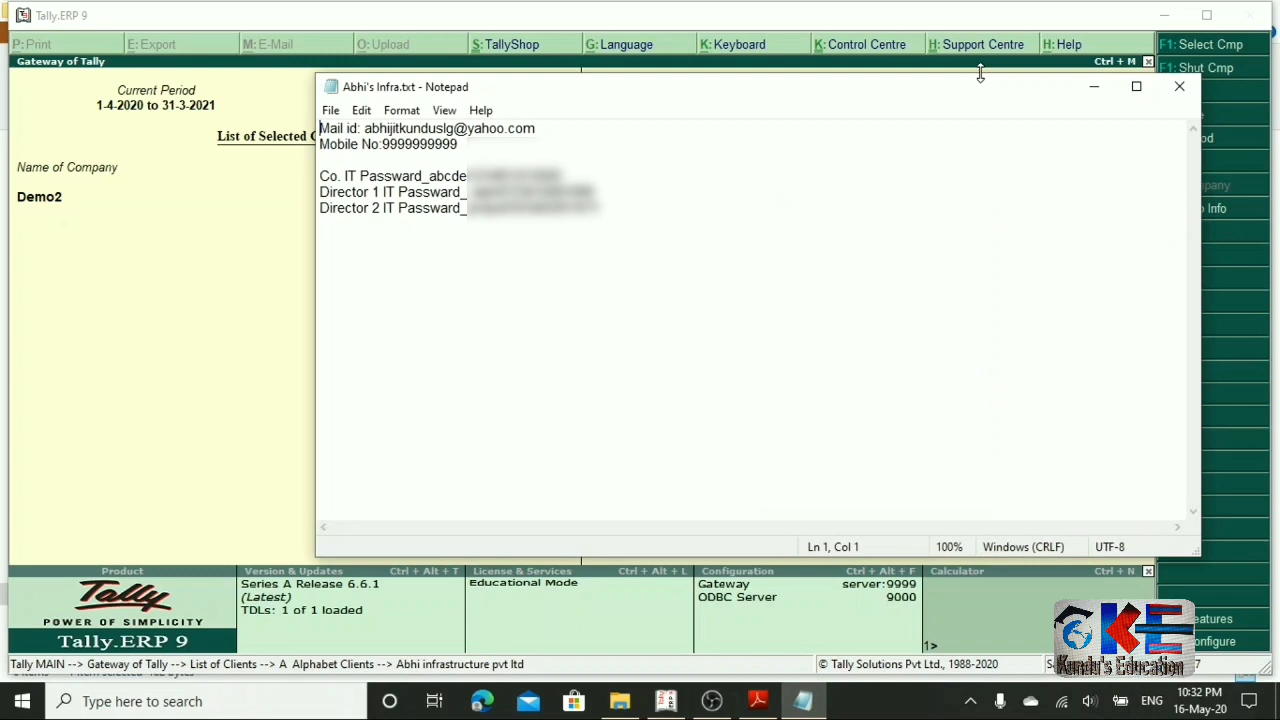 Tally.ERP 9
P: Print
E: Export
M: E-Mail
O: Upload
S: TallyShop
G: Language
K: Keyboard
K: Control Centre
H: Support Centre
H: Help
F1: Select Cmp
Gateway of Tally
Ctrl + M
F1: Shut Cmp
Current Period
1-4-2020 to 31-3-2021
List of Selected
Name of Company
Demo2
Abhi's Infra.txt - Notepad
File Edit Format View Help
Mail id: abhijitkunduslg@yahoo.com
Mobile No:9999999999
Co. IT Passward_abcde
Director 1 IT Passward_
Director 2 IT Passward_
Ln 1, Col 1
100%
Windows (CRLF)
UTF-8
Product
Tally
POWER OF SIMPLICITY
Tally.ERP 9
Version & Updates Ctrl + Alt + T
Series A Release 6.6.1
(Latest)
TDLs: 1 of 1 loaded
License & Services Ctrl + Alt + L
Educational Mode
Configuration Ctrl + Alt + F
Gateway server:9999
ODBC Server 9000
Calculator Ctrl + N
1>
KE
Kundu's Education
Tally MAIN --> Gateway of Tally --> List of Clients --> A Alphabet Clients --> Abhi infrastructure pvt ltd
© Tally Solutions Pvt Ltd., 1988-2020
Type here to search
ENG
10:32 PM
16-May-20